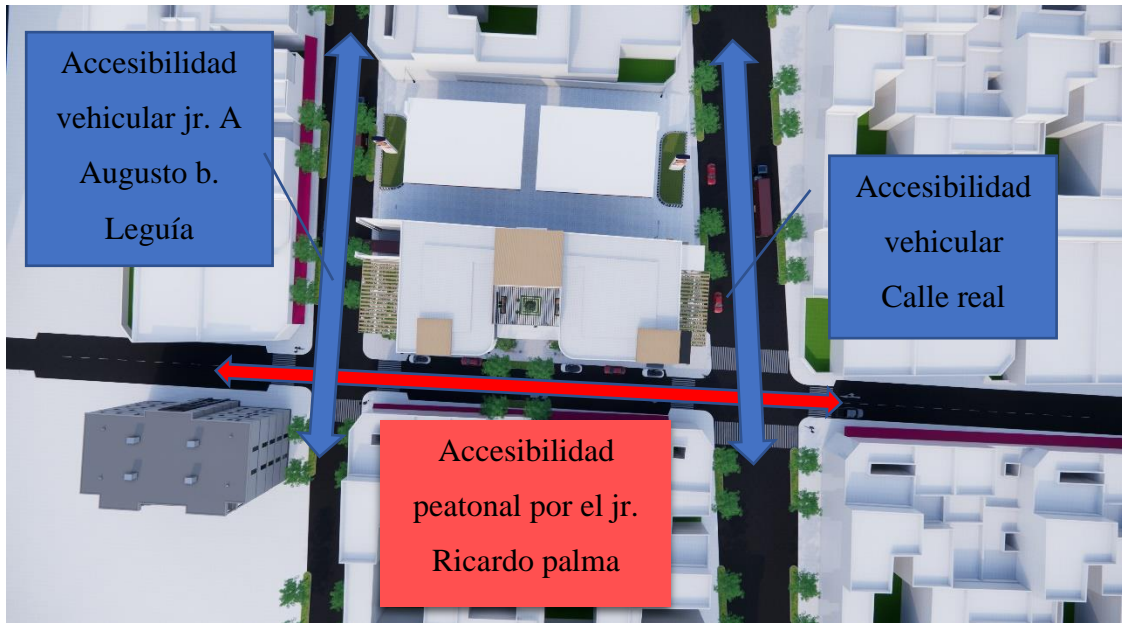 Accesibilidad
vehicular jr. A
Augusto b.
Leguía
Accesibilidad
vehicular
Calle real
Accesibilidad
peatonal por el jr.
Ricardo palma